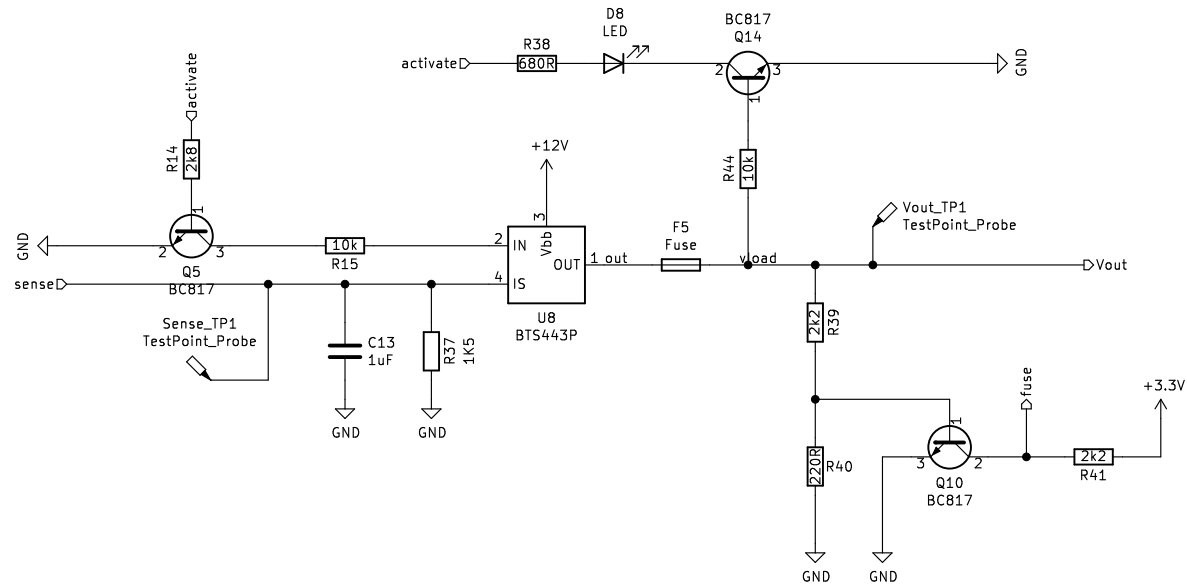 D8
LED
R38
680R
activate
BC817
Q14
2
3
1
GND
activate
R14
2k8
1
2
3
Q5
BC817
GND
10k
R15
+12V
3
Vbb
2
IN
4
IS
OUT
1
out
U8
BTS443P
F5
Fuse
R44
10k
vload
Vout_TP1
TestPoint_Probe
Vout
sense
Sense_TP1
TestPoint_Probe
C13
1uF
R37
1K5
GND
GND
2k2
R39
220R
R40
GND
1
3
2
Q10
BC817
GND
fuse
2k2
R41
+3.3V